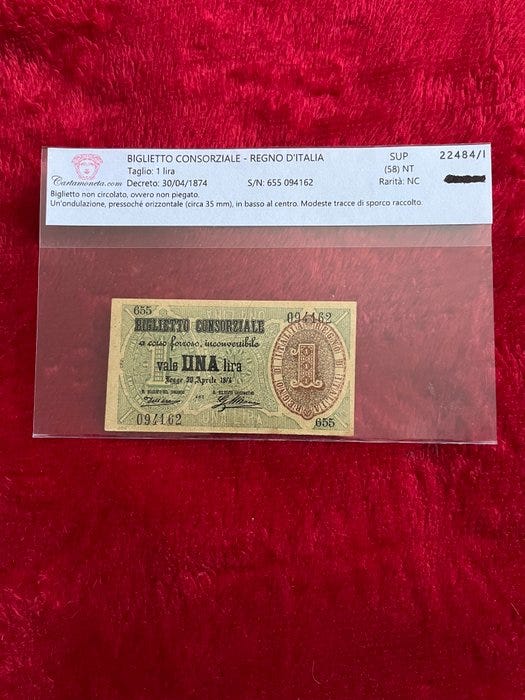 BIGLIETTO CONSORZIALE - REGNO D'ITALIA
SUP
22484/I
Cartamoneta.com
Taglio: 1 lira
(58) NT
Decreto: 30/04/1874
S/N: 655 094162
Rarità: NC
Biglietto non circolato, ovvero non piegato.
Un'ondulazione, pressoché orizzontale (circa 35 mm), in basso al centro. Modeste tracce di sporco raccolto.
655
094162
BIGLIETTO CONSORZIALE
a corso forzoso, inconvertibile
vale UNA lira
Legge 30 Aprile 1874
1
094162
655